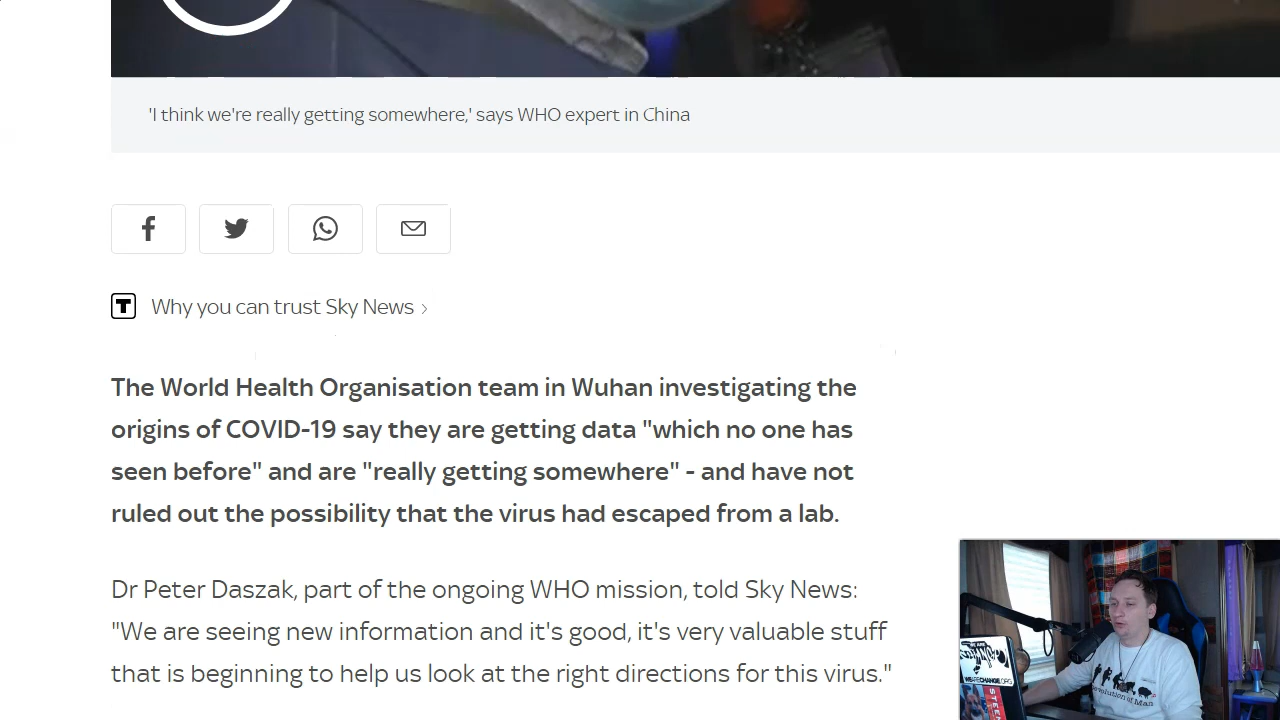 'I think we're really getting somewhere,' says WHO expert in China
Why you can trust Sky News
The World Health Organisation team in Wuhan investigating the
origins of COVID-19 say they are getting data "which no one has
seen before" and are "really getting somewhere" - and have not
ruled out the possibility that the virus had escaped from a lab.
Dr Peter Daszak, part of the ongoing WHO mission, told Sky News:
"We are seeing new information and it's good, it's very valuable stuff
that is beginning to help us look at the right directions for this virus."
WEARECHANGE.ORG